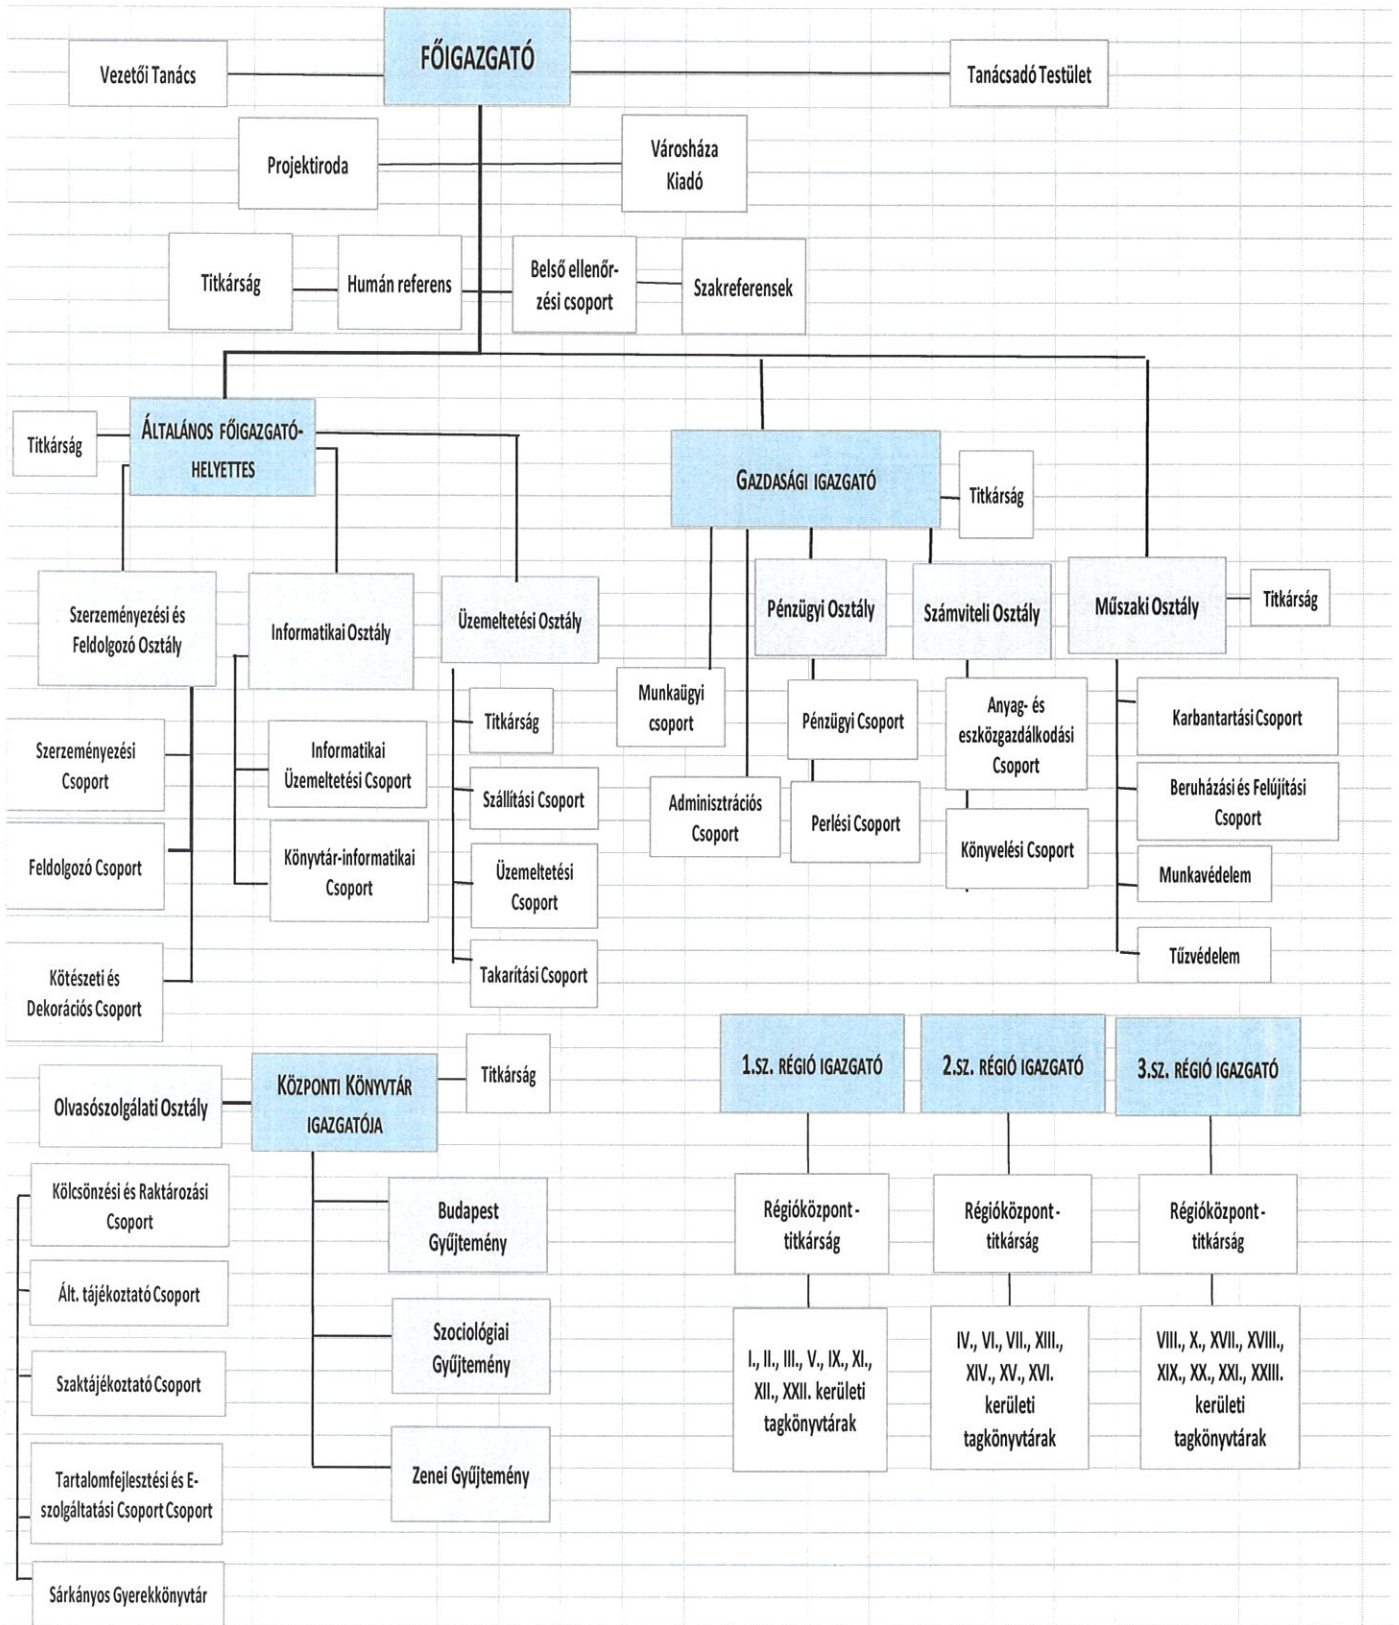 FŐIGAZGATÓ
Vezetői Tanács
Tanácsadó Testület
Projektiroda
Városháza
Kiadó
Titkárság
Humán referens
Belső ellenőr-
zési csoport
Szakreferensek
Titkárság
ÁLTALÁNOS FŐIGAZGATÓ-
HELYETTES
GAZDASÁGI IGAZGATÓ
Titkárság
Szerzeményezési és
Feldolgozó Osztály
Informatikai Osztály
Üzemeltetési Osztály
Pénzügyi Osztály
Számviteli Osztály
Műszaki Osztály
Titkárság
Szerzeményezési
Csoport
Feldolgozó Csoport
Kötészeti és
Dekorációs Csoport
Informatikai
Üzemeltetési Csoport
Könyvtár-informatikai
Csoport
Titkárság
Szállítási Csoport
Üzemeltetési
Csoport
Takarítási Csoport
Munkaügyi
csoport
Adminisztrációs
Csoport
Pénzügyi Csoport
Perlési Csoport
Anyag- és
eszközgazdálkodási
Csoport
Könyvelési Csoport
Karbantartási Csoport
Beruházási és Felújítási
Csoport
Munkavédelem
Tűzvédelem
Olvasószolgálati Osztály
KÖZPONTI KÖNYVTÁR
IGAZGATÓJA
Titkárság
Kölcsönzési és Raktározási
Csoport
Ált. tájékoztató Csoport
Szaktájékoztató Csoport
Tartalomfejlesztési és E-
szolgáltatási Csoport Csoport
Sárkányos Gyerekkönyvtár
Budapest
Gyűjtemény
Szociológiai
Gyűjtemény
Zenei Gyűjtemény
1.SZ. RÉGIÓ IGAZGATÓ
2.SZ. RÉGIÓ IGAZGATÓ
3.SZ. RÉGIÓ IGAZGATÓ
Régióközpont -
titkárság
Régióközpont -
titkárság
Régióközpont -
titkárság
I., II., III., V., IX., XI.,
XII., XXII. kerületi
tagkönyvtárak
IV., VI., VII., XIII.,
XIV., XV., XVI.
kerületi
tagkönyvtárak
VIII., X., XVII., XVIII.,
XIX., XX., XXI., XXIII.
kerületi
tagkönyvtárak